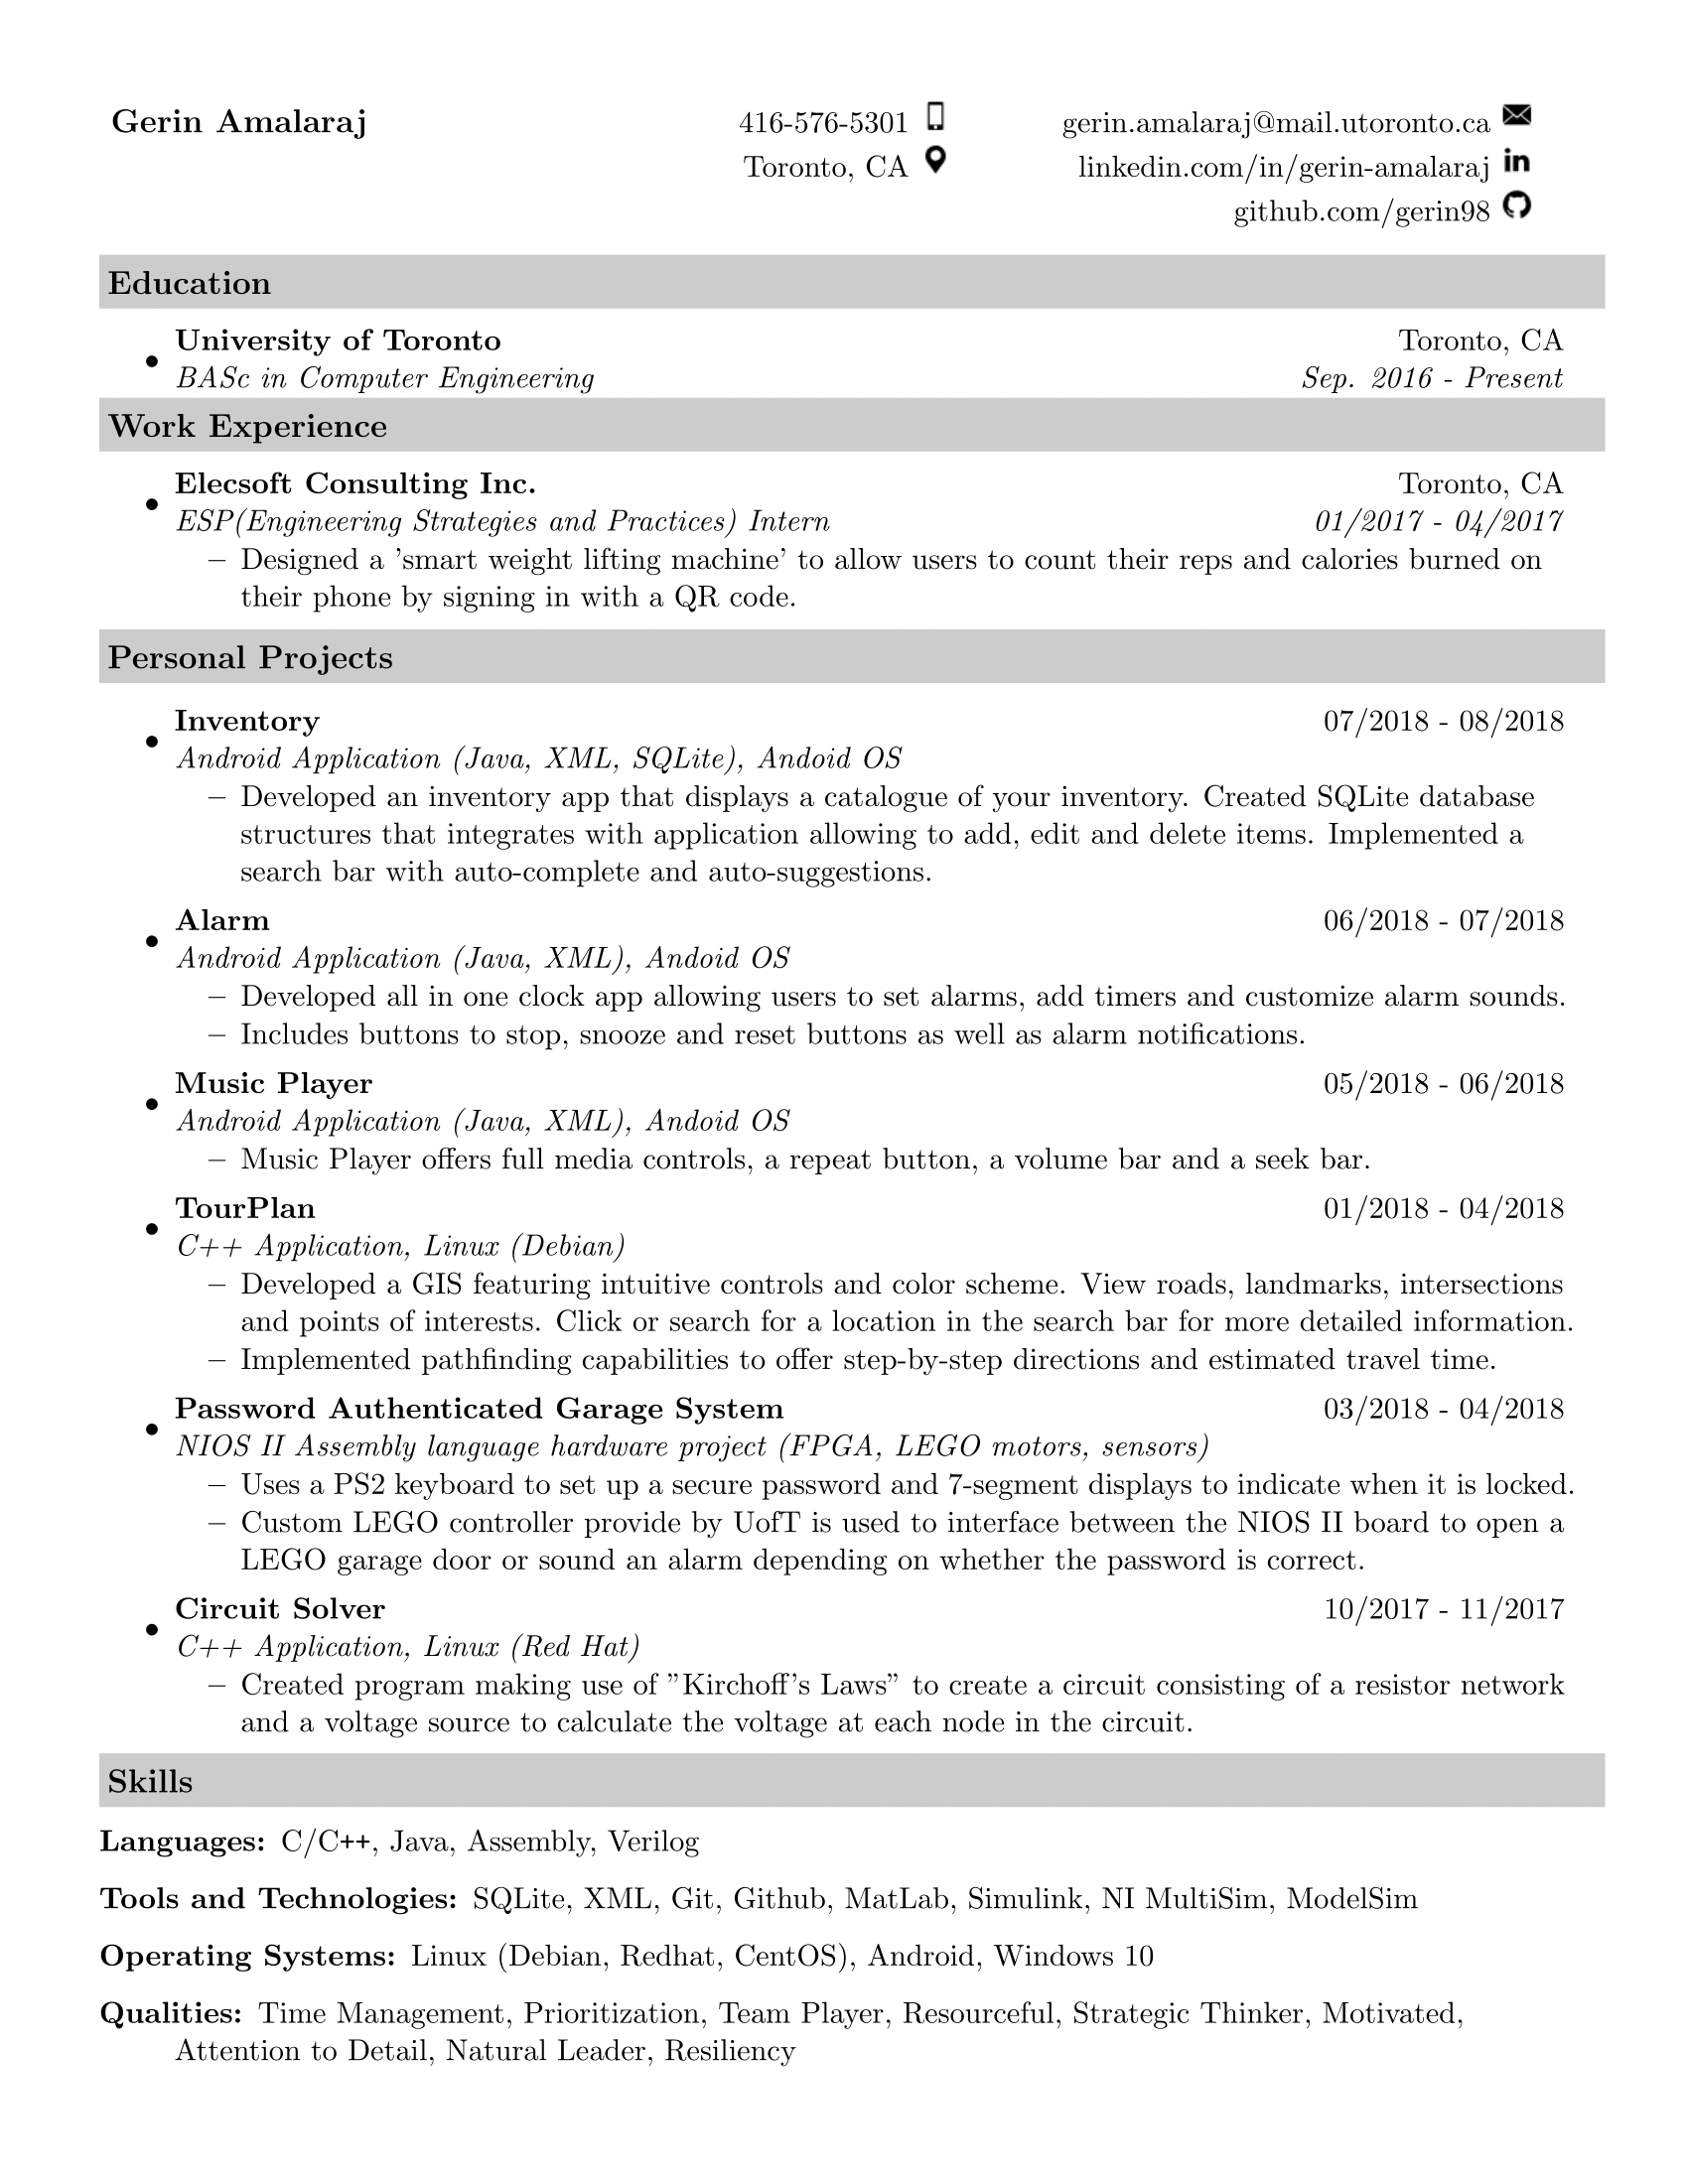 Gerin Amalaraj
416-576-5301
Toronto, CA
gerin.amalaraj@mail.utoronto.ca
linkedin.com/in/gerin-amalaraj
github.com/gerin98
Education
• University of Toronto Toronto, CA
BASc in Computer Engineering Sep. 2016 - Present
Work Experience
• Elecsoft Consulting Inc. Toronto, CA
ESP(Engineering Strategies and Practices) Intern 01/2017 - 04/2017
– Designed a ’smart weight lifting machine’ to allow users to count their reps and calories burned on
their phone by signing in with a QR code.
Personal Projects
• Inventory 07/2018 - 08/2018
Android Application (Java, XML, SQLite), Andoid OS
– Developed an inventory app that displays a catalogue of your inventory. Created SQLite database
structures that integrates with application allowing to add, edit and delete items. Implemented a
search bar with auto-complete and auto-suggestions.
• Alarm 06/2018 - 07/2018
Android Application (Java, XML), Andoid OS
– Developed all in one clock app allowing users to set alarms, add timers and customize alarm sounds.
– Includes buttons to stop, snooze and reset buttons as well as alarm notifications.
• Music Player 05/2018 - 06/2018
Android Application (Java, XML), Andoid OS
– Music Player offers full media controls, a repeat button, a volume bar and a seek bar.
• TourPlan 01/2018 - 04/2018
C++ Application, Linux (Debian)
– Developed a GIS featuring intuitive controls and color scheme. View roads, landmarks, intersections
and points of interests. Click or search for a location in the search bar for more detailed information.
– Implemented pathfinding capabilities to offer step-by-step directions and estimated travel time.
• Password Authenticated Garage System 03/2018 - 04/2018
NIOS II Assembly language hardware project (FPGA, LEGO motors, sensors)
– Uses a PS2 keyboard to set up a secure password and 7-segment displays to indicate when it is locked.
– Custom LEGO controller provide by UofT is used to interface between the NIOS II board to open a
LEGO garage door or sound an alarm depending on whether the password is correct.
• Circuit Solver 10/2017 - 11/2017
C++ Application, Linux (Red Hat)
– Created program making use of ”Kirchoff’s Laws” to create a circuit consisting of a resistor network
and a voltage source to calculate the voltage at each node in the circuit.
Skills
Languages: C/C++, Java, Assembly, Verilog
Tools and Technologies: SQLite, XML, Git, Github, MatLab, Simulink, NI MultiSim, ModelSim
Operating Systems: Linux (Debian, Redhat, CentOS), Android, Windows 10
Qualities: Time Management, Prioritization, Team Player, Resourceful, Strategic Thinker, Motivated,
Attention to Detail, Natural Leader, Resiliency